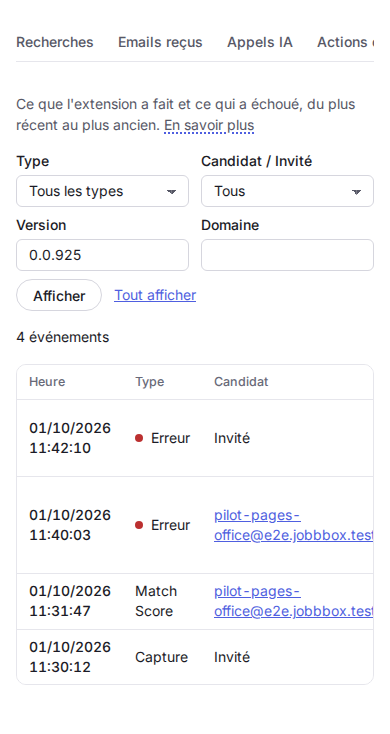 Recherches Emails reçus Appels IA Actions
Ce que l'extension a fait et ce qui a échoué, du plus
récent au plus ancien. En savoir plus
Type Candidat / Invité
Tous les types Tous
Version Domaine
0.0.925
Afficher Tout afficher
4 événements
Heure Type Candidat
01/10/2026
11:42:10
Erreur Invité
01/10/2026
11:40:03
Erreur
pilot-pages-
office@e2e.jobbbox.test
01/10/2026
11:31:47
Match
Score
pilot-pages-
office@e2e.jobbbox.test
01/10/2026
11:30:12
Capture Invité